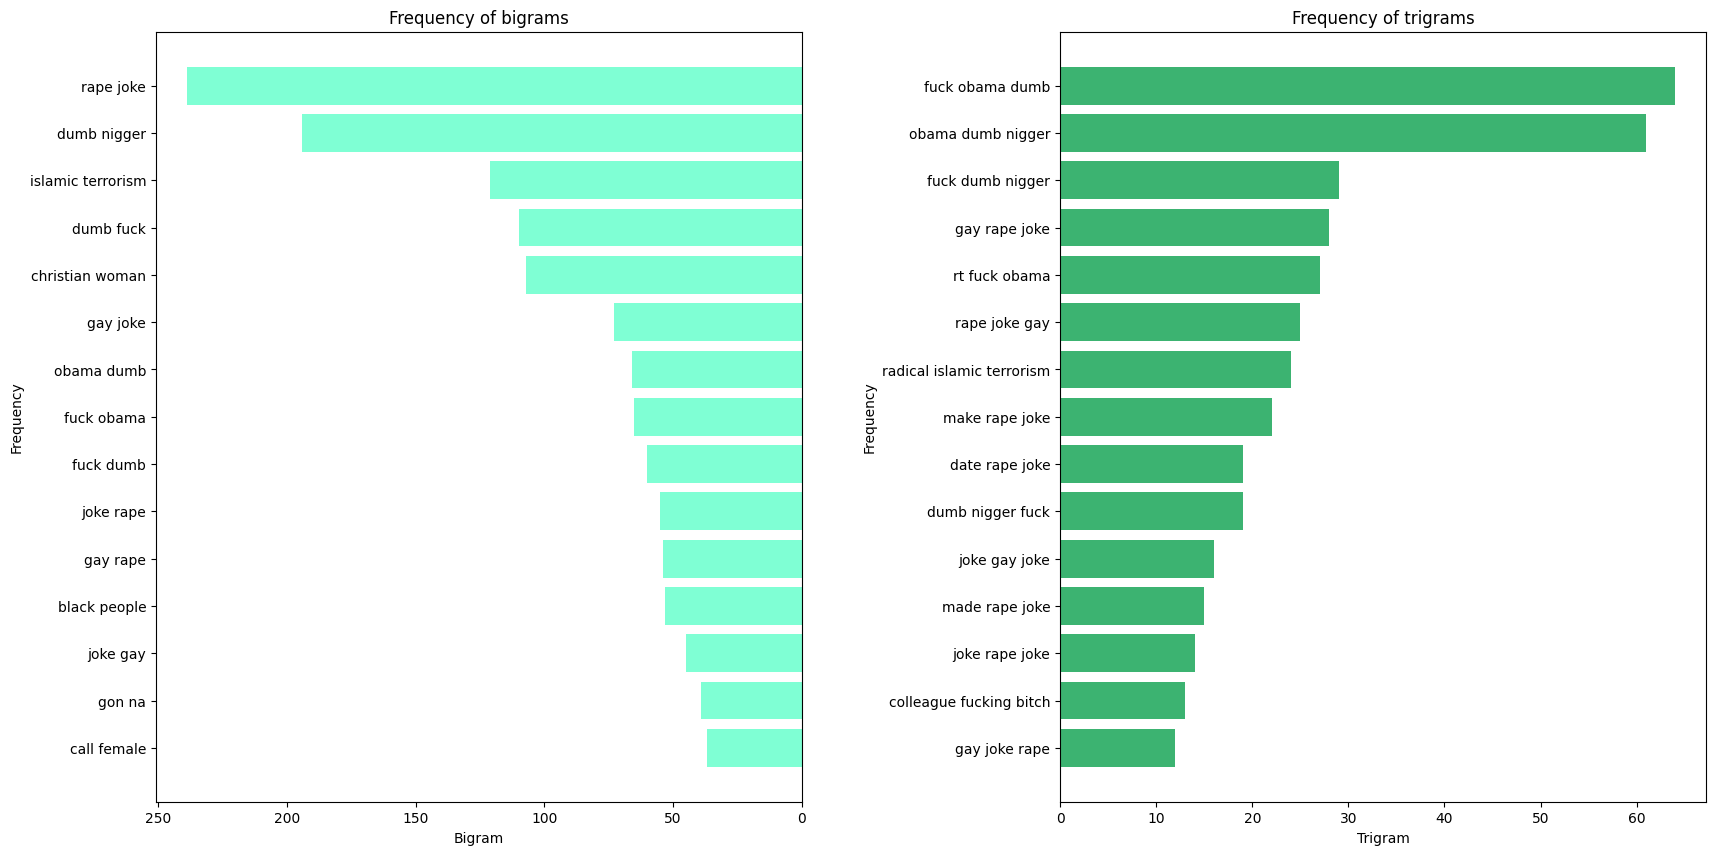 Frequency of bigrams
rape joke
dumb nigger
islamic terrorism
dumb fuck
christian woman
gay joke
obama dumb
fuck obama
fuck dumb
joke rape
gay rape
black people
joke gay
gon na
call female
Frequency
250 200 150 100 50 0
Bigram
Frequency of trigrams
fuck obama dumb
obama dumb nigger
fuck dumb nigger
gay rape joke
rt fuck obama
rape joke gay
radical islamic terrorism
make rape joke
date rape joke
dumb nigger fuck
joke gay joke
made rape joke
joke rape joke
colleague fucking bitch
gay joke rape
Frequency
0 10 20 30 40 50 60
Trigram